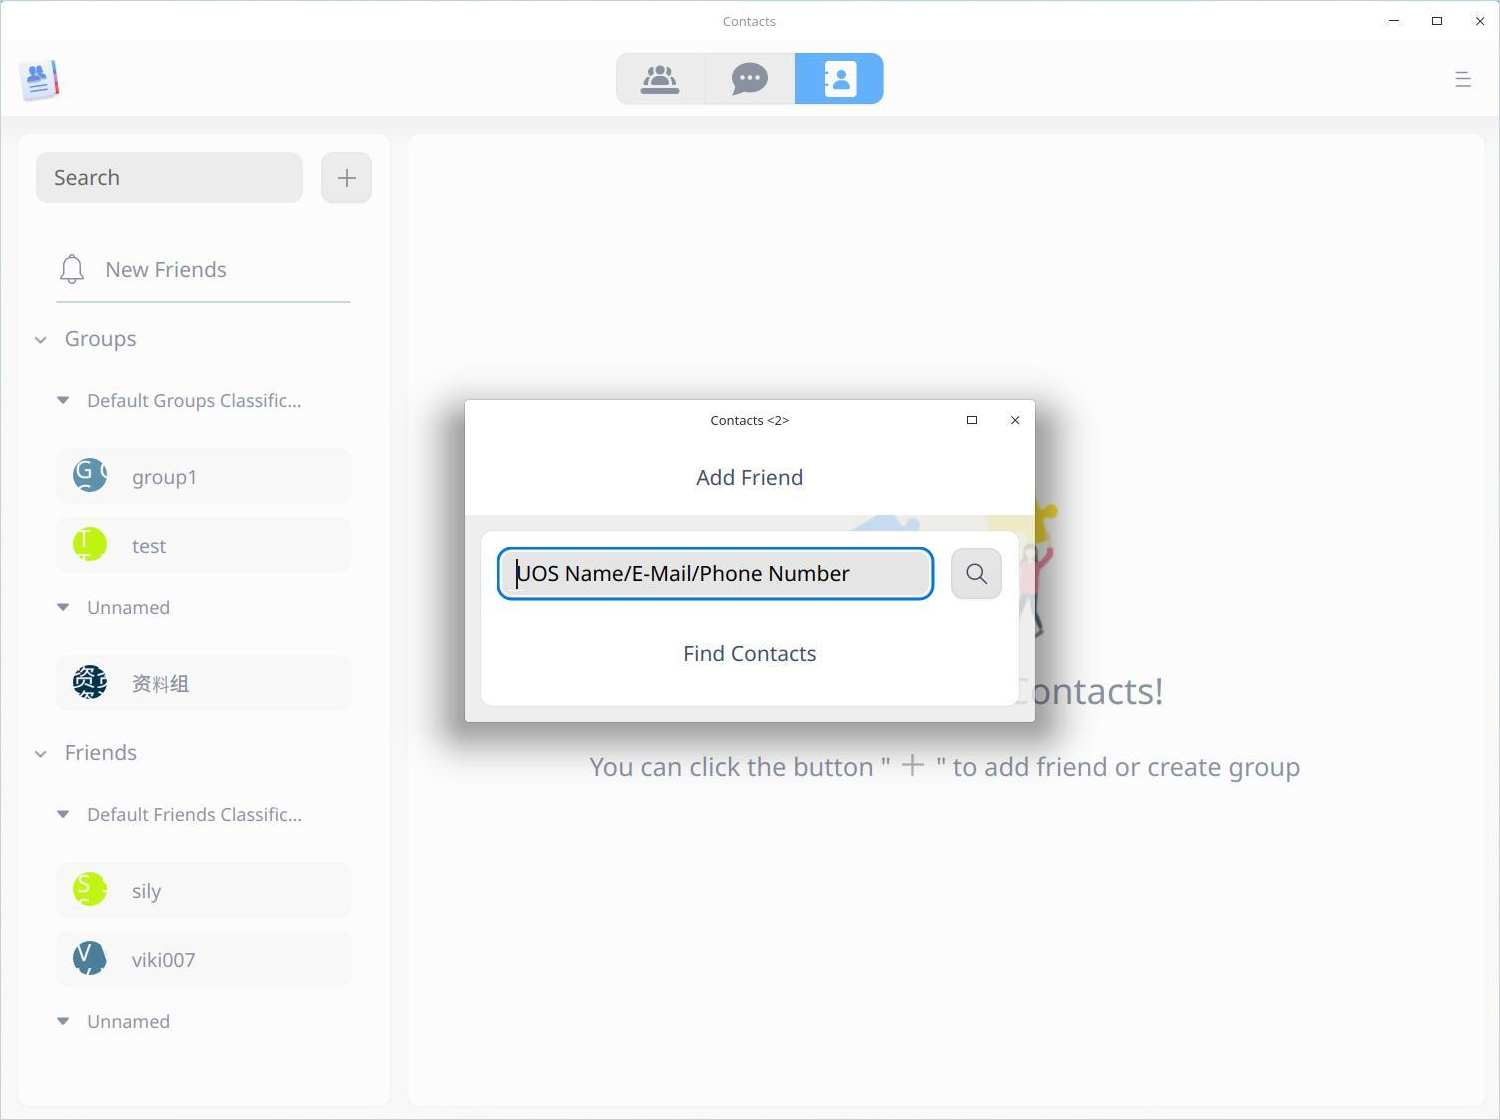 Contacts
Search
New Friends
Groups
Default Groups Classific...
group1
test
Unnamed
资料组
Friends
Default Friends Classific...
sily
viki007
Unnamed
Contacts <2>
Add Friend
UOS Name/E-Mail/Phone Number
Find Contacts
Contacts!
You can click the button " + " to add friend or create group